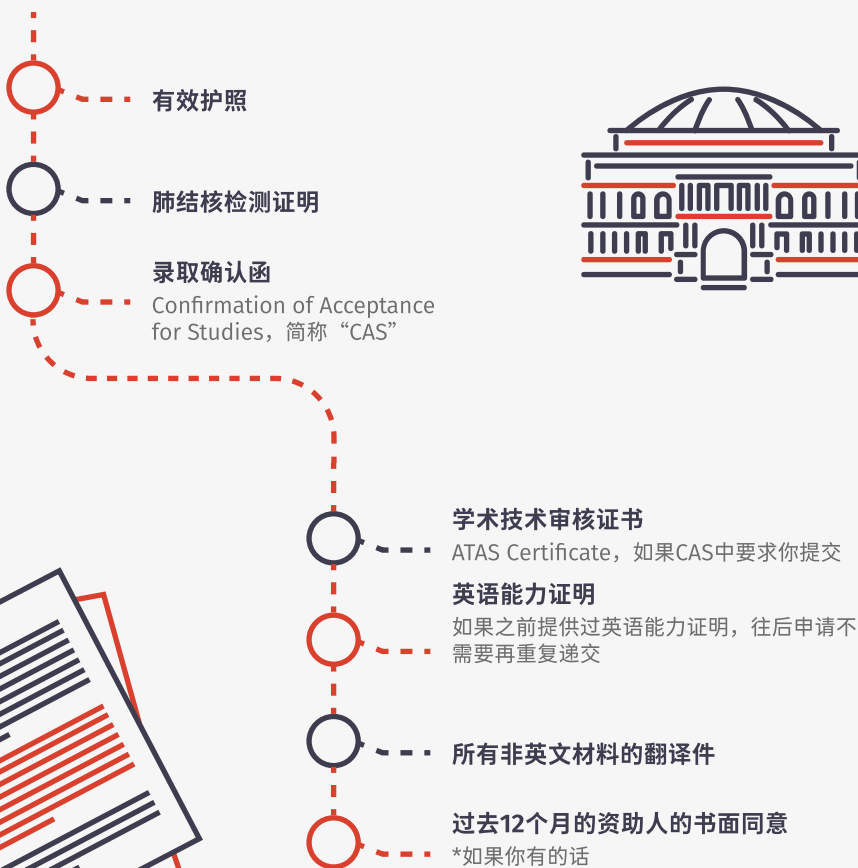 有效护照
肺结核检测证明
录取确认函
Confirmation of Acceptance
for Studies，简称“CAS”
学术技术审核证书
ATAS Certificate，如果CAS中要求你提交
英语能力证明
如果之前提供过英语能力证明，往后申请不
需要再重复递交
所有非英文材料的翻译件
过去12个月的资助人的书面同意
*如果你有的话